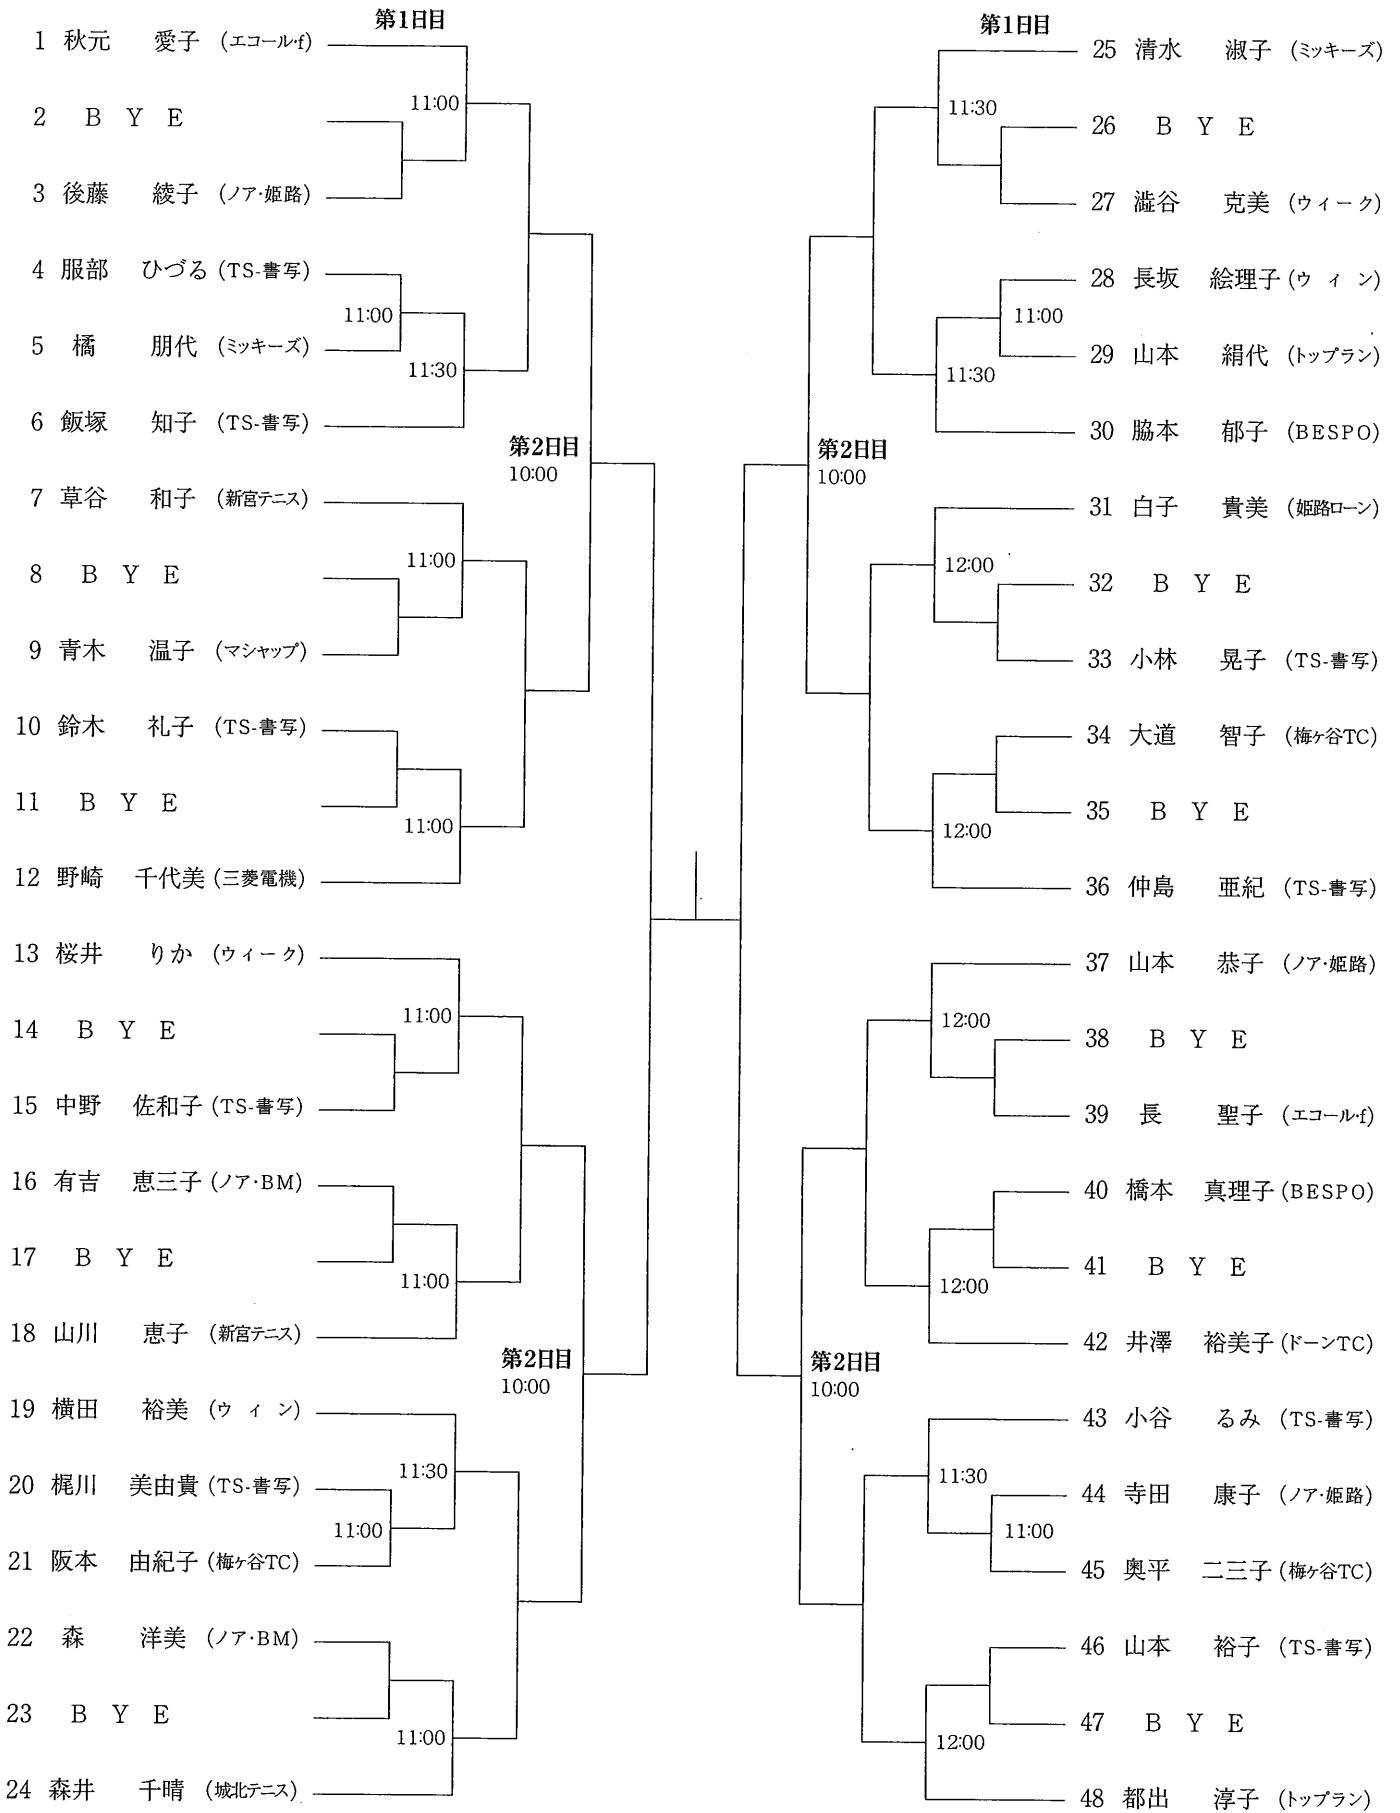 第1日目
1 秋元 愛子 (エコール・f)
11:00
2 B Y E
3 後藤 綾子 (ノア・姫路)
4 服部 ひづる (TS-書写)
11:00
5 橘 朋代 (ミッキーズ)
11:30
6 飯塚 知子 (TS-書写)
第2日目
10:00
7 草谷 和子 (新宮テニス)
11:00
8 B Y E
9 青木 温子 (マシャップ)
10 鈴木 礼子 (TS-書写)
11 B Y E
11:00
12 野崎 千代美 (三菱電機)
13 桜井 りか (ウィーク)
11:00
14 B Y E
15 中野 佐和子 (TS-書写)
16 有吉 恵三子 (ノア・BM)
17 B Y E
11:00
18 山川 恵子 (新宮テニス)
第2日目
10:00
19 横田 裕美 (ウィン)
11:30
20 梶川 美由貴 (TS-書写)
11:00
21 阪本 由紀子 (梅ヶ谷TC)
22 森 洋美 (ノア・BM)
23 B Y E
11:00
24 森井 千晴 (城北テニス)
第1日目
25 清水 淑子 (ミッキーズ)
11:30
26 B Y E
27 澁谷 克美 (ウィーク)
28 長坂 絵理子 (ウィン)
11:00
29 山本 絹代 (トップラン)
11:30
30 脇本 郁子 (BESPO)
第2日目
10:00
31 白子 貴美 (姫路ローン)
12:00
32 B Y E
33 小林 晃子 (TS-書写)
34 大道 智子 (梅ヶ谷TC)
35 B Y E
12:00
36 仲島 亜紀 (TS-書写)
37 山本 恭子 (ノア・姫路)
12:00
38 B Y E
39 長 聖子 (エコール・f)
40 橋本 真理子 (BESPO)
41 B Y E
12:00
42 井澤 裕美子 (ドーンTC)
第2日目
10:00
43 小谷 るみ (TS-書写)
11:30
44 寺田 康子 (ノア・姫路)
11:00
45 奥平 二三子 (梅ヶ谷TC)
46 山本 裕子 (TS-書写)
47 B Y E
12:00
48 都出 淳子 (トップラン)